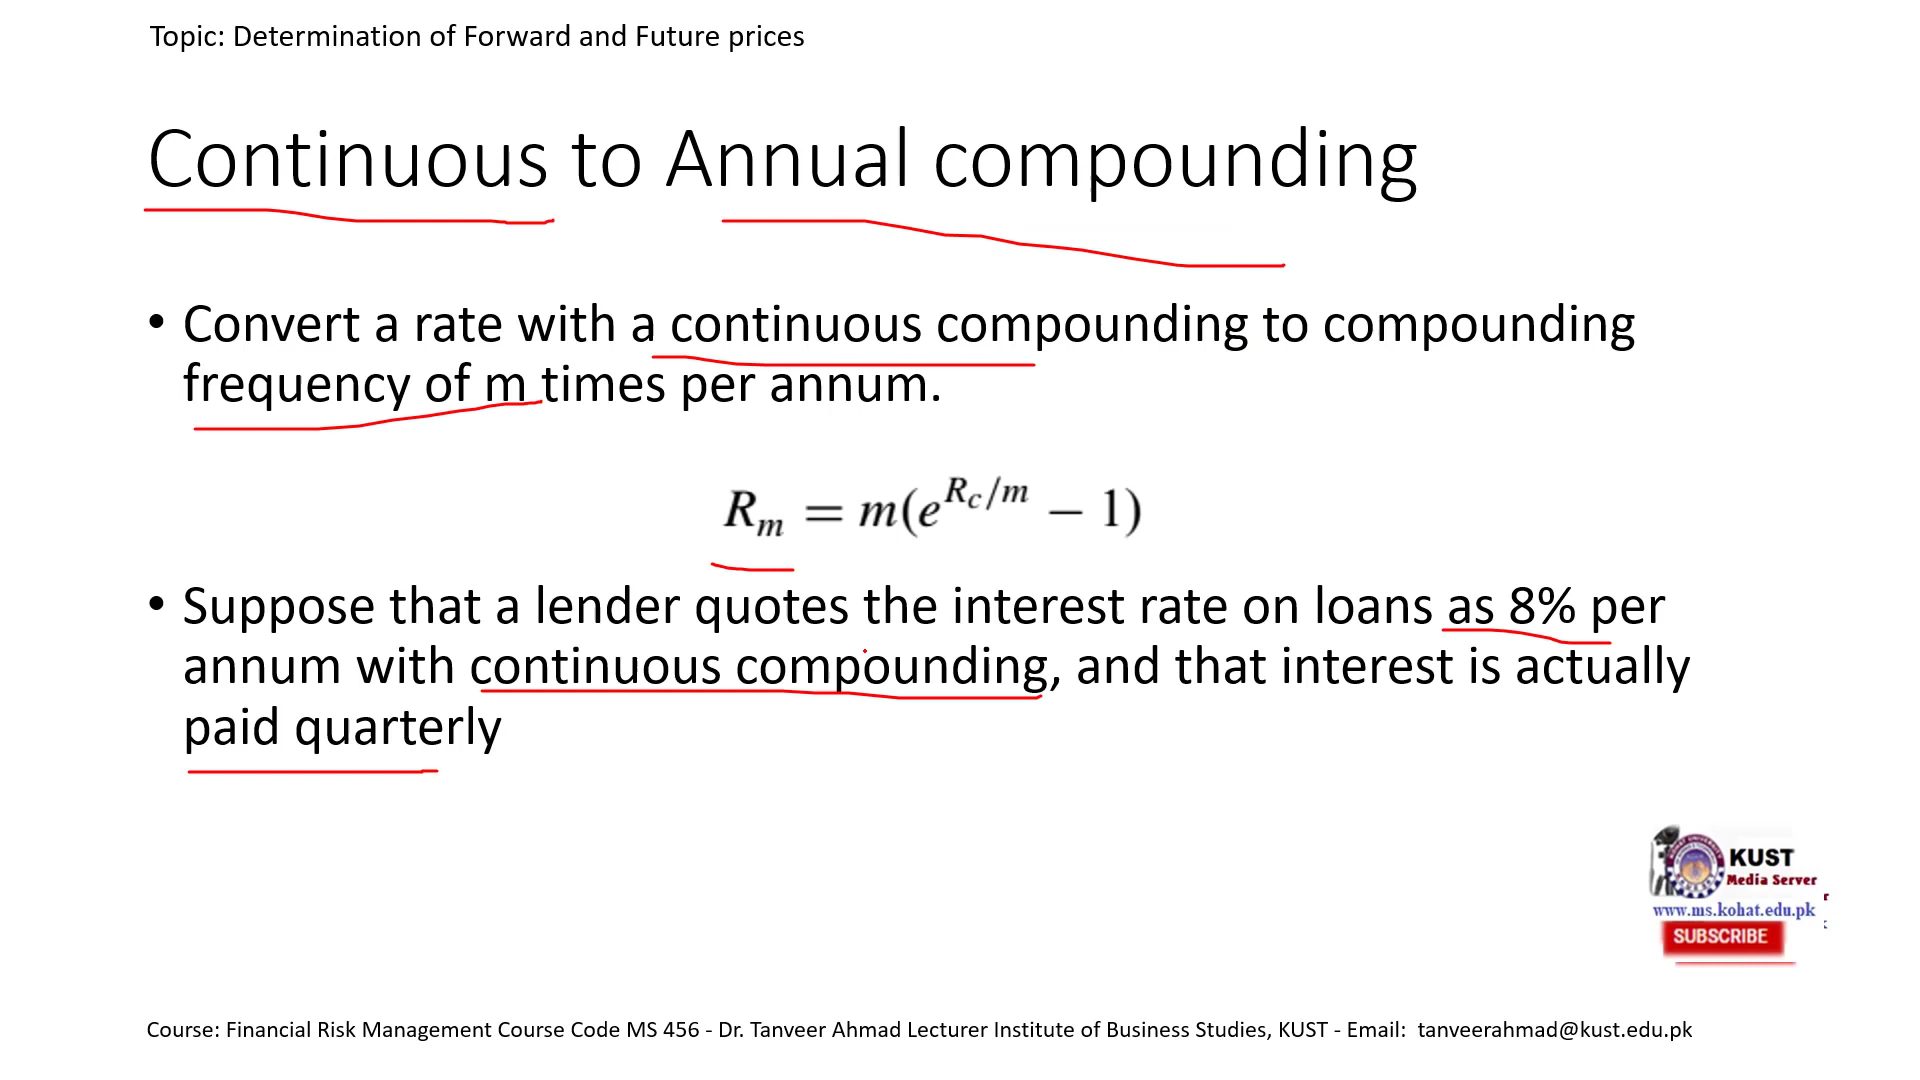 Topic: Determination of Forward and Future prices
Continuous to Annual compounding
• Convert a rate with a continuous compounding to compounding
frequency of m times per annum.
R_m = m(e^{R_c/m} − 1)
• Suppose that a lender quotes the interest rate on loans as 8% per
annum with continuous compounding, and that interest is actually
paid quarterly
KUST
Media Server
www.ms.kohat.edu.pk
SUBSCRIBE
Course: Financial Risk Management Course Code MS 456 - Dr. Tanveer Ahmad Lecturer Institute of Business Studies, KUST - Email: tanveerahmad@kust.edu.pk